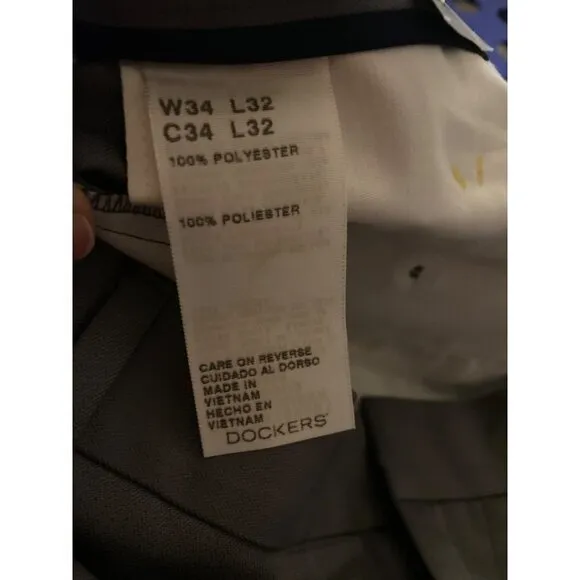 W34 L32
C34 L32
100% POLYESTER
100% POLIESTER
CARE ON REVERSE
CUIDADO AL DORSO
MADE IN
VIETNAM
HECHO EN
VIETNAM
DOCKERS®